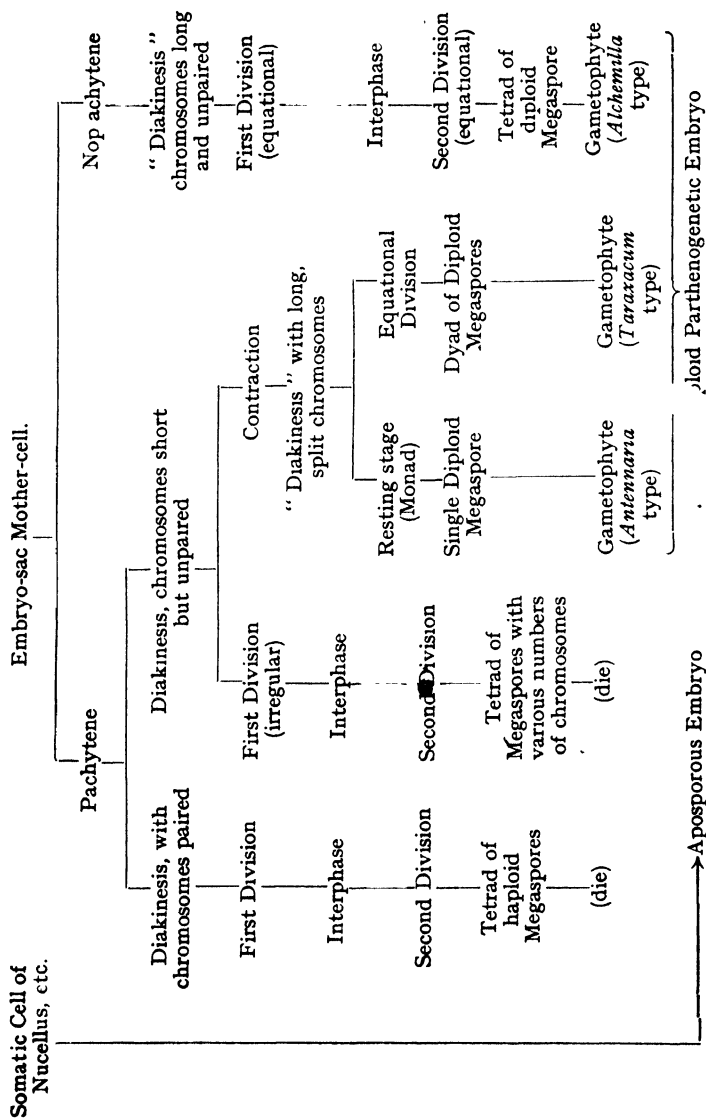 Somatic Cell of
Nucellus, etc.
Embryo-sac Mother-cell.
Pachytene
Nop achytene
Diakinesis, with
chromosomes paired
Diakinesis, chromosomes short
but unpaired
“ Diakinesis ”
chromosomes long
and unpaired
First Division
First Division
(irregular)
Contraction
First Division
(equational)
“ Diakinesis ” with long,
split chromosomes
Interphase
Interphase
Interphase
Resting stage
(Monad)
Equational
Division
Second Division
Second Division
Second Division
(equational)
Single Diploid
Megaspore
Dyad of Diploid
Megaspores
Tetrad of
haploid
Megaspores
Tetrad of
Megaspores with
various numbers
of chromosomes
Tetrad of
diploid
Megaspore
(die)
(die)
Gametophyte
(Antennaria
type)
Gametophyte
(Taraxacum
type)
Gametophyte
(Alchemilla
type)
Aposporous Embryo
loid Parthenogenetic Embryo